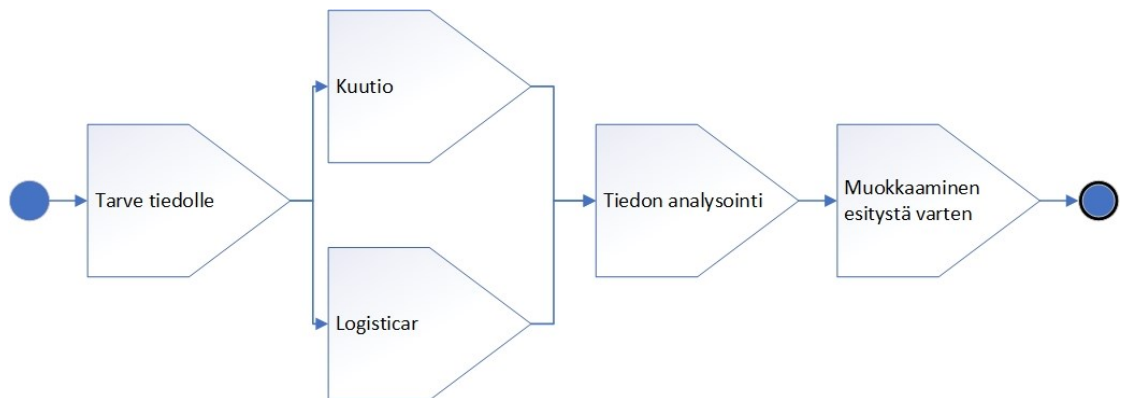 Tarve tiedolle
Kuutio
Logisticar
Tiedon analysointi
Muokkaaminen
esitystä varten